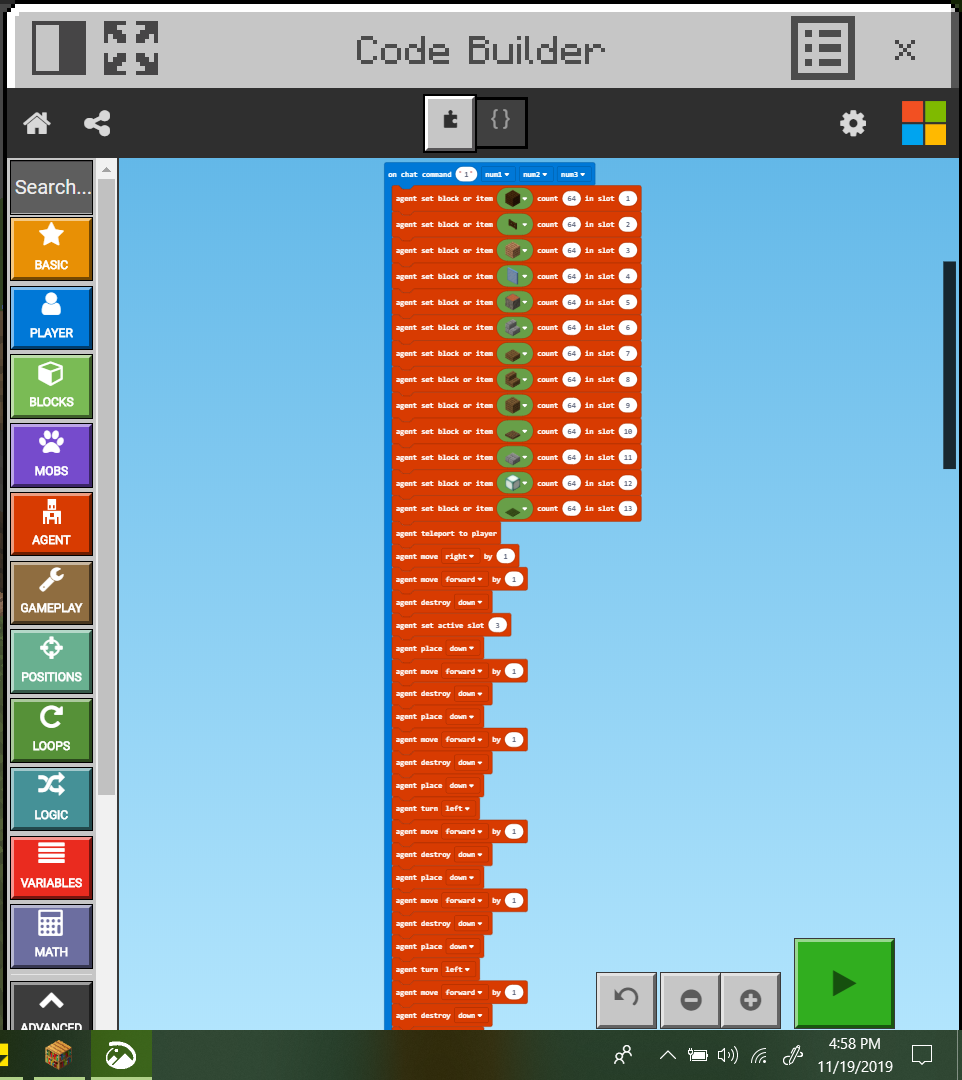 Code Builder
{}
Search...
BASIC
PLAYER
BLOCKS
MOBS
AGENT
GAMEPLAY
POSITIONS
LOOPS
LOGIC
VARIABLES
MATH
ADVANCED
on chat command "1" num1 num2 num3
agent set block or item count 64 in slot 1
agent set block or item count 64 in slot 2
agent set block or item count 64 in slot 3
agent set block or item count 64 in slot 4
agent set block or item count 64 in slot 5
agent set block or item count 64 in slot 6
agent set block or item count 64 in slot 7
agent set block or item count 64 in slot 8
agent set block or item count 64 in slot 9
agent set block or item count 64 in slot 10
agent set block or item count 64 in slot 11
agent set block or item count 64 in slot 12
agent set block or item count 64 in slot 13
agent teleport to player
agent move right by 1
agent move forward by 1
agent destroy down
agent set active slot 3
agent place down
agent move forward by 1
agent destroy down
agent place down
agent move forward by 1
agent destroy down
agent place down
agent turn left
agent move forward by 1
agent destroy down
agent place down
agent move forward by 1
agent destroy down
agent place down
agent turn left
agent move forward by 1
agent destroy down
4:58 PM
11/19/2019